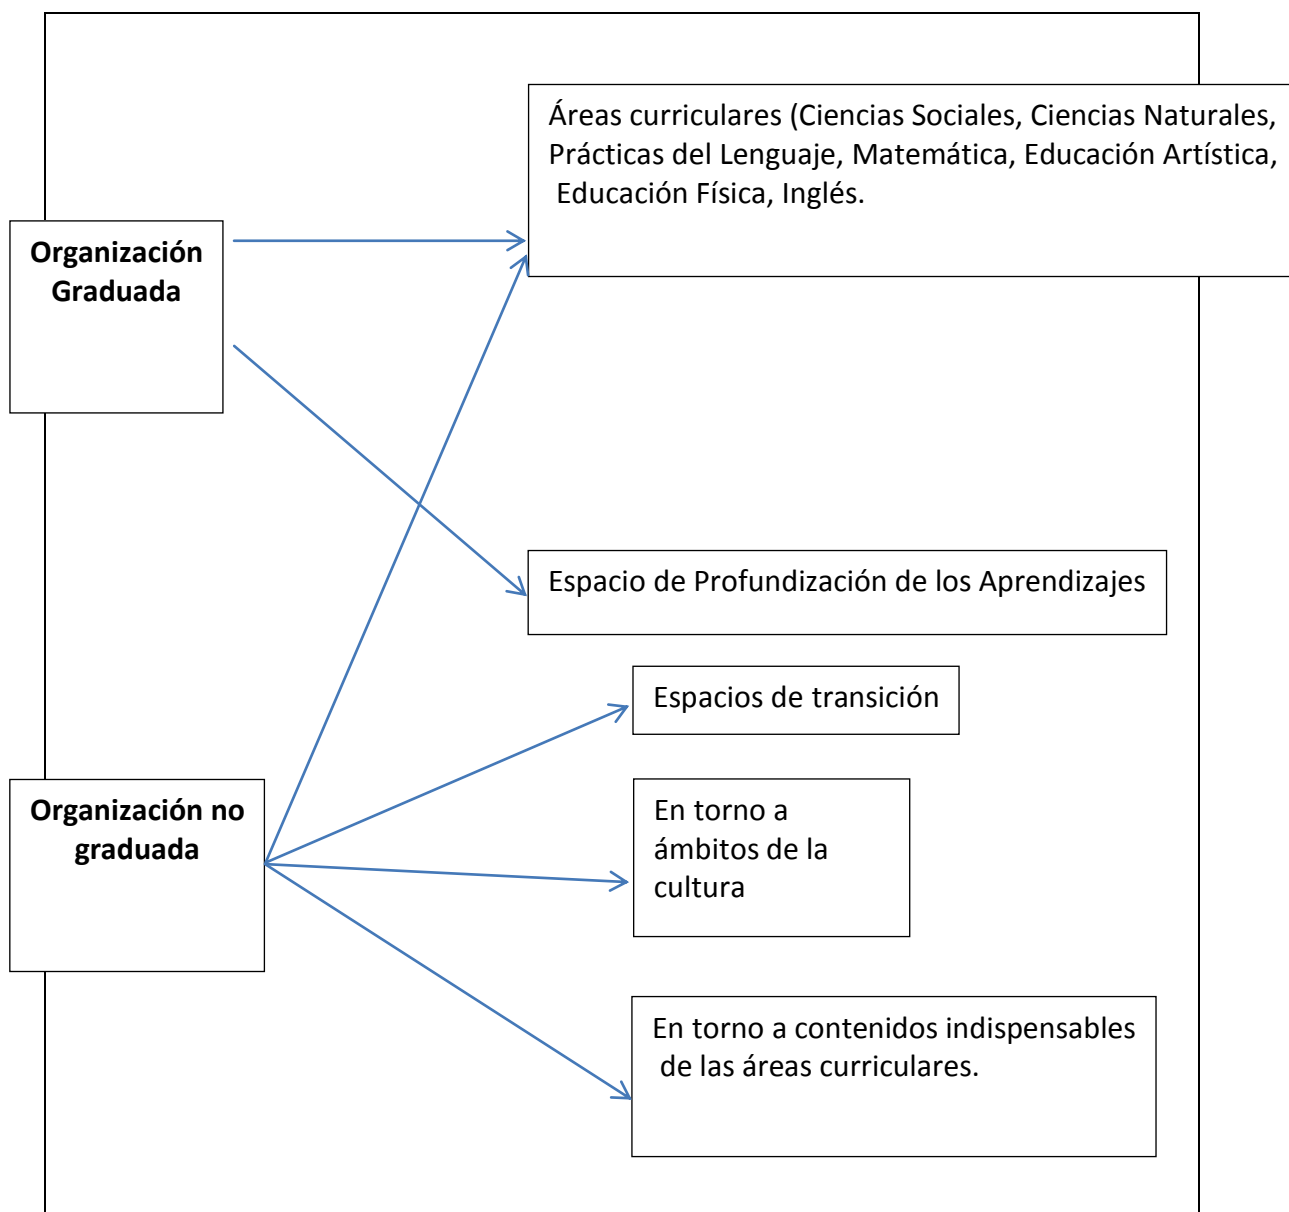 Áreas curriculares (Ciencias Sociales, Ciencias Naturales,
Prácticas del Lenguaje, Matemática, Educación Artística,
Educación Física, Inglés.
Organización
Graduada
Espacio de Profundización de los Aprendizajes
Espacios de transición
Organización no
graduada
En torno a
ámbitos de la
cultura
En torno a contenidos indispensables
de las áreas curriculares.